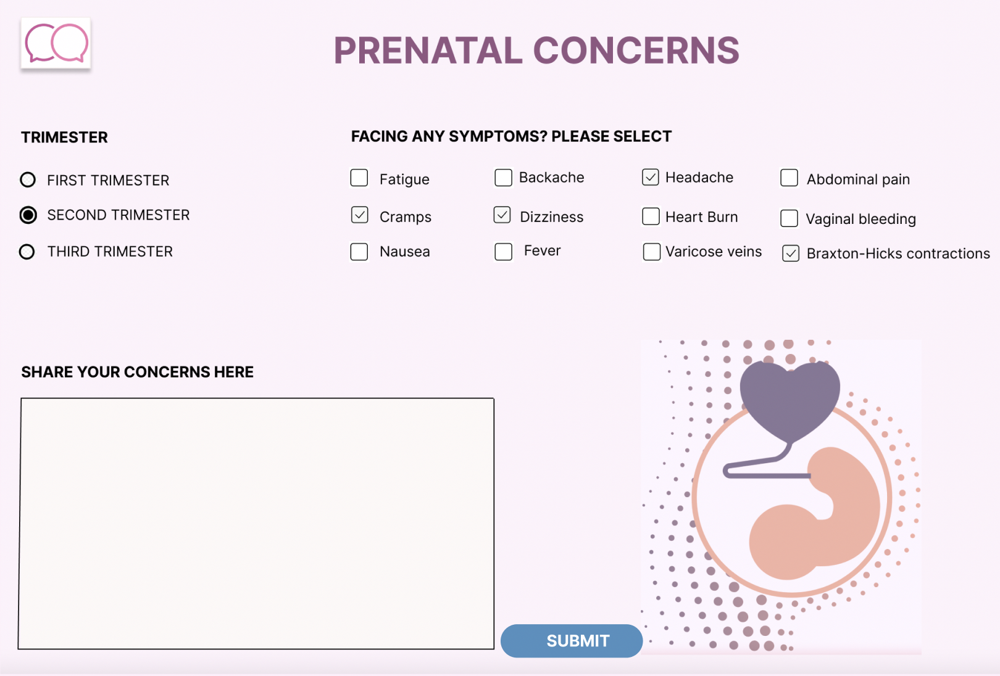 PRENATAL CONCERNS
TRIMESTER
FIRST TRIMESTER
SECOND TRIMESTER
THIRD TRIMESTER
FACING ANY SYMPTOMS? PLEASE SELECT
Fatigue Backache Headache Abdominal pain
Cramps Dizziness Heart Burn Vaginal bleeding
Nausea Fever Varicose veins Braxton-Hicks contractions
SHARE YOUR CONCERNS HERE
SUBMIT